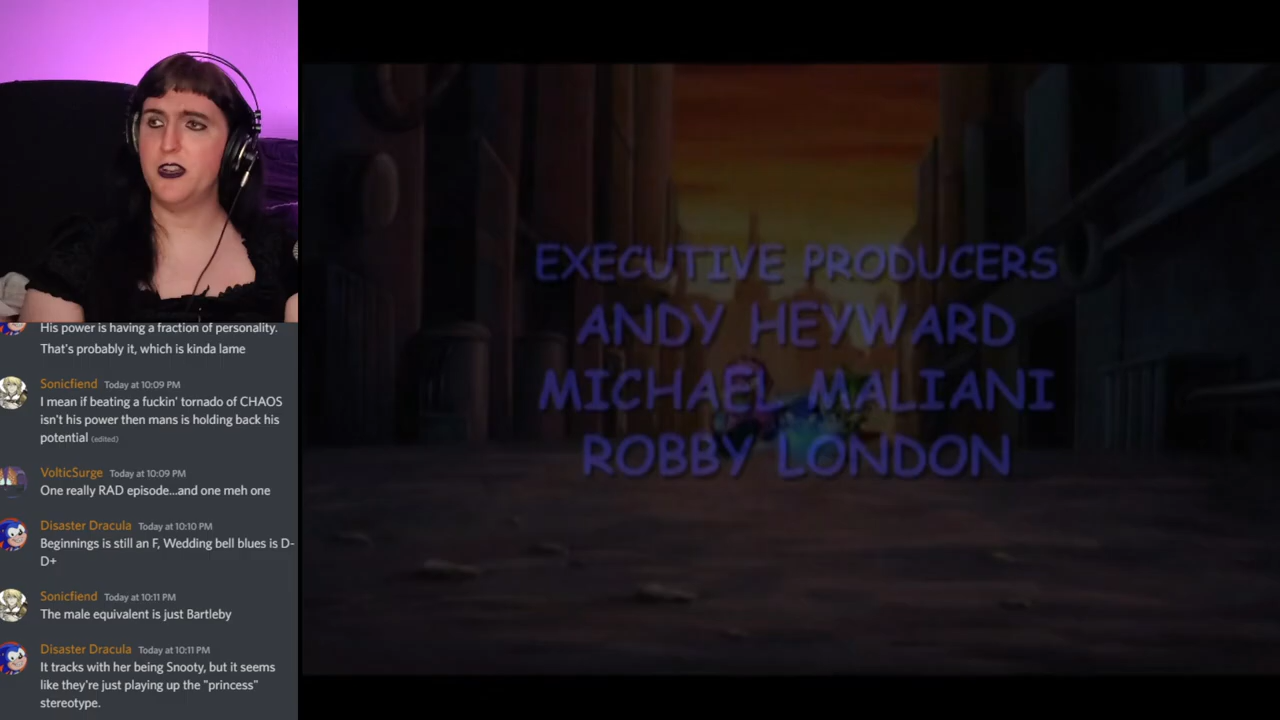 His power is having a fraction of personality.
That's probably it, which is kinda lame
Sonicfiend Today at 10:09 PM
I mean if beating a fuckin' tornado of CHAOS
isn't his power then mans is holding back his
potential (edited)
VolticSurge Today at 10:09 PM
One really RAD episode...and one meh one
Disaster Dracula Today at 10:10 PM
Beginnings is still an F, Wedding bell blues is D-
D+
Sonicfiend Today at 10:11 PM
The male equivalent is just Bartleby
Disaster Dracula Today at 10:11 PM
It tracks with her being Snooty, but it seems
like they're just playing up the "princess"
stereotype.
EXECUTIVE PRODUCERS
ANDY HEYWARD
MICHAEL MALIANI
ROBBY LONDON